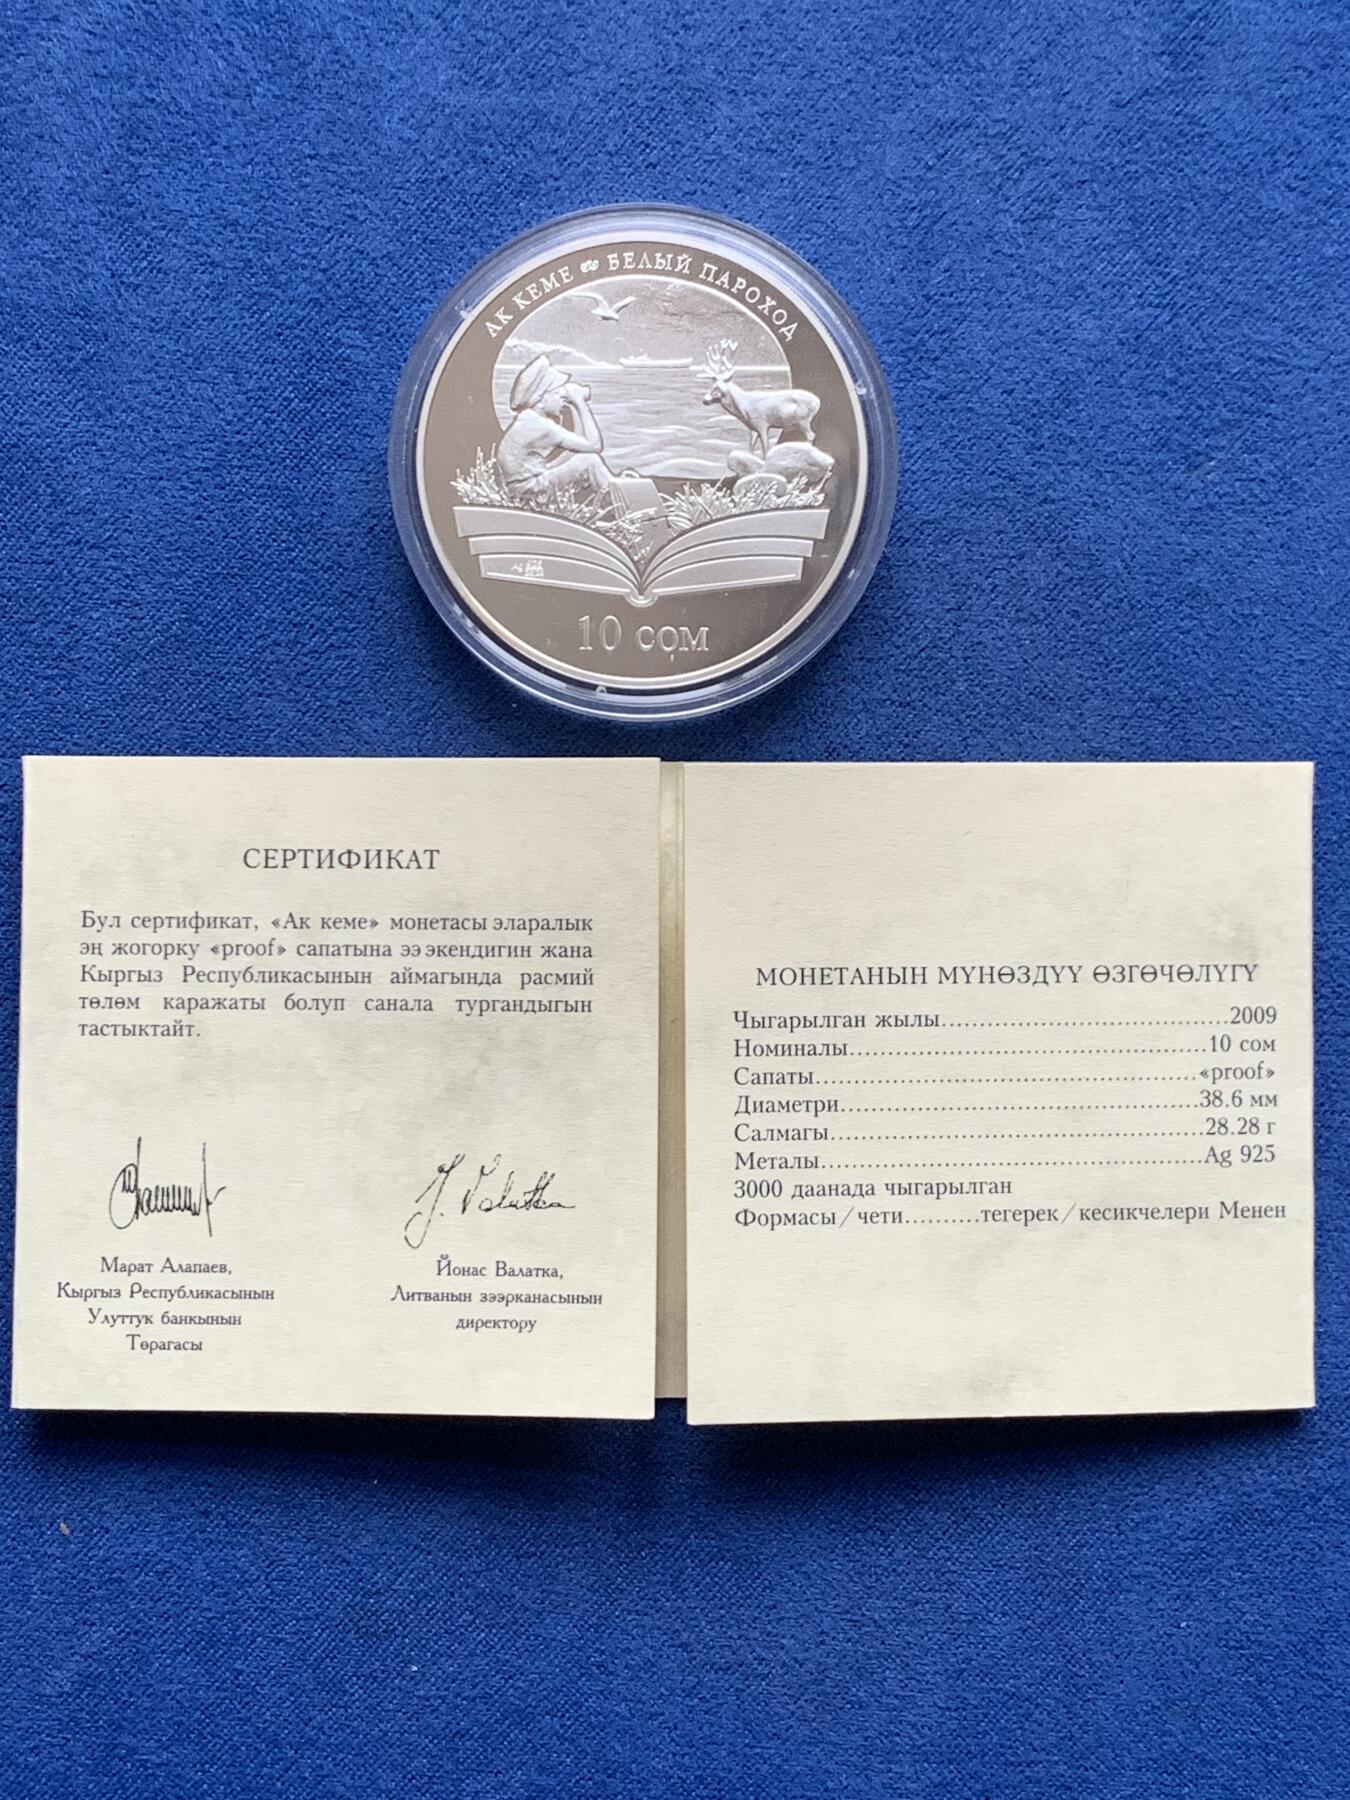 АК КЕМЕ БЕЛЫЙ ПАРОХОД
10 сом
СЕРТИФИКАТ
Бул сертификат, «Ак кеме» монетасы эларалык
эң жогорку «proof» сапатына ээ экендигин жана
Кыргыз Республикасынын аймагында расмий
төлөм каражаты болуп санала тургандыгын
тастыктайт.
J. Valatka
Марат Алапаев,
Кыргыз Республикасынын
Улуттук банкынын
Төрагасы
Йонас Валатка,
Литванын зээрканасынын
директору
МОНЕТАНЫН МҮНӨЗДҮҮ ӨЗГӨЧӨЛҮГҮ
Чыгарылган жылы......................................2009
Номиналы...............................................10 сом
Сапаты..................................................«proof»
Диаметри...............................................38.6 мм
Салмагы.................................................28.28 г
Металы..................................................Ag 925
3000 даанада чыгарылган
Формасы/чети..........тегерек/кесикчелери Менен